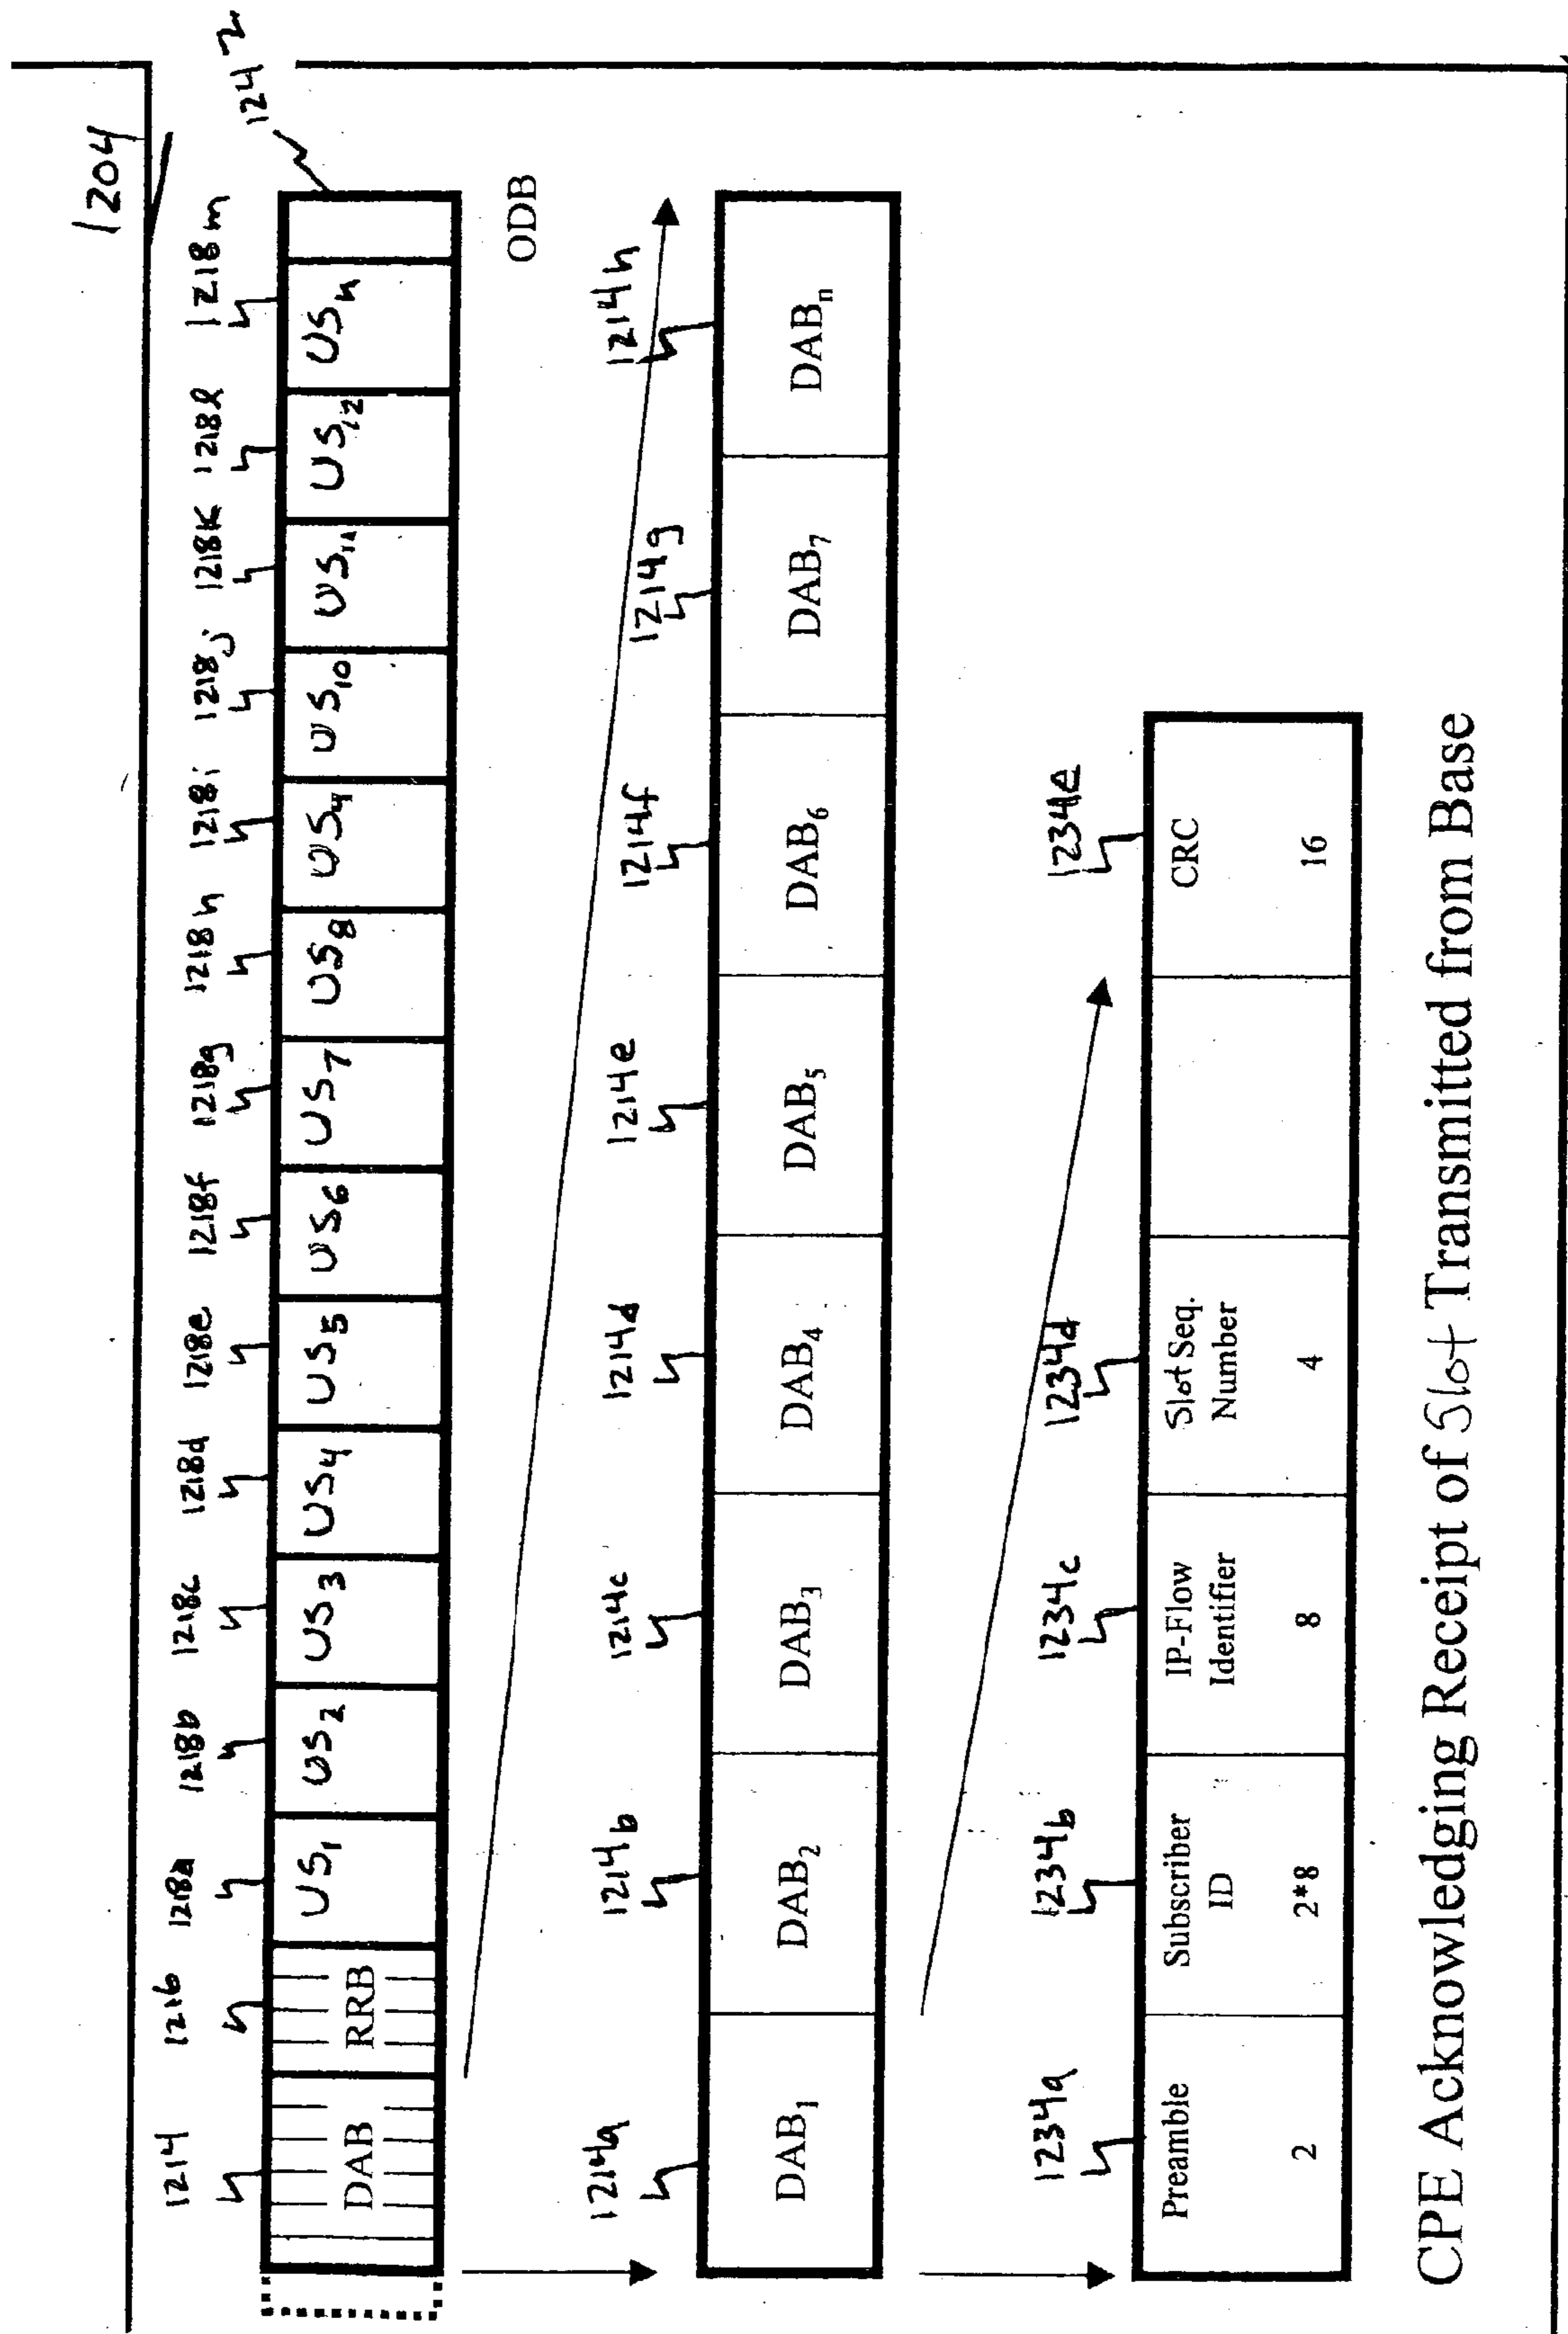 1204
1214 1216 1218a 1218b 1218c 1218d 1218e 1218f 1218g 1218h 1218i 1218j 1218k 1218l 1218m 1242
DAB RRB US1 US2 US3 US4 US5 US6 US7 US8 US9 US10 US11 US12 USn
ODB
1214a 1214b 1214c 1214d 1214e 1214f 1214g 1214h
DAB1 DAB2 DAB3 DAB4 DAB5 DAB6 DAB7 DABn
1234a 1234b 1234c 1234d 1234e
Preamble Subscriber IP-Flow Slot Seq. CRC
ID Identifier Number
2 2*8 8 4 16
CPE Acknowledging Receipt of Slot Transmitted from Base